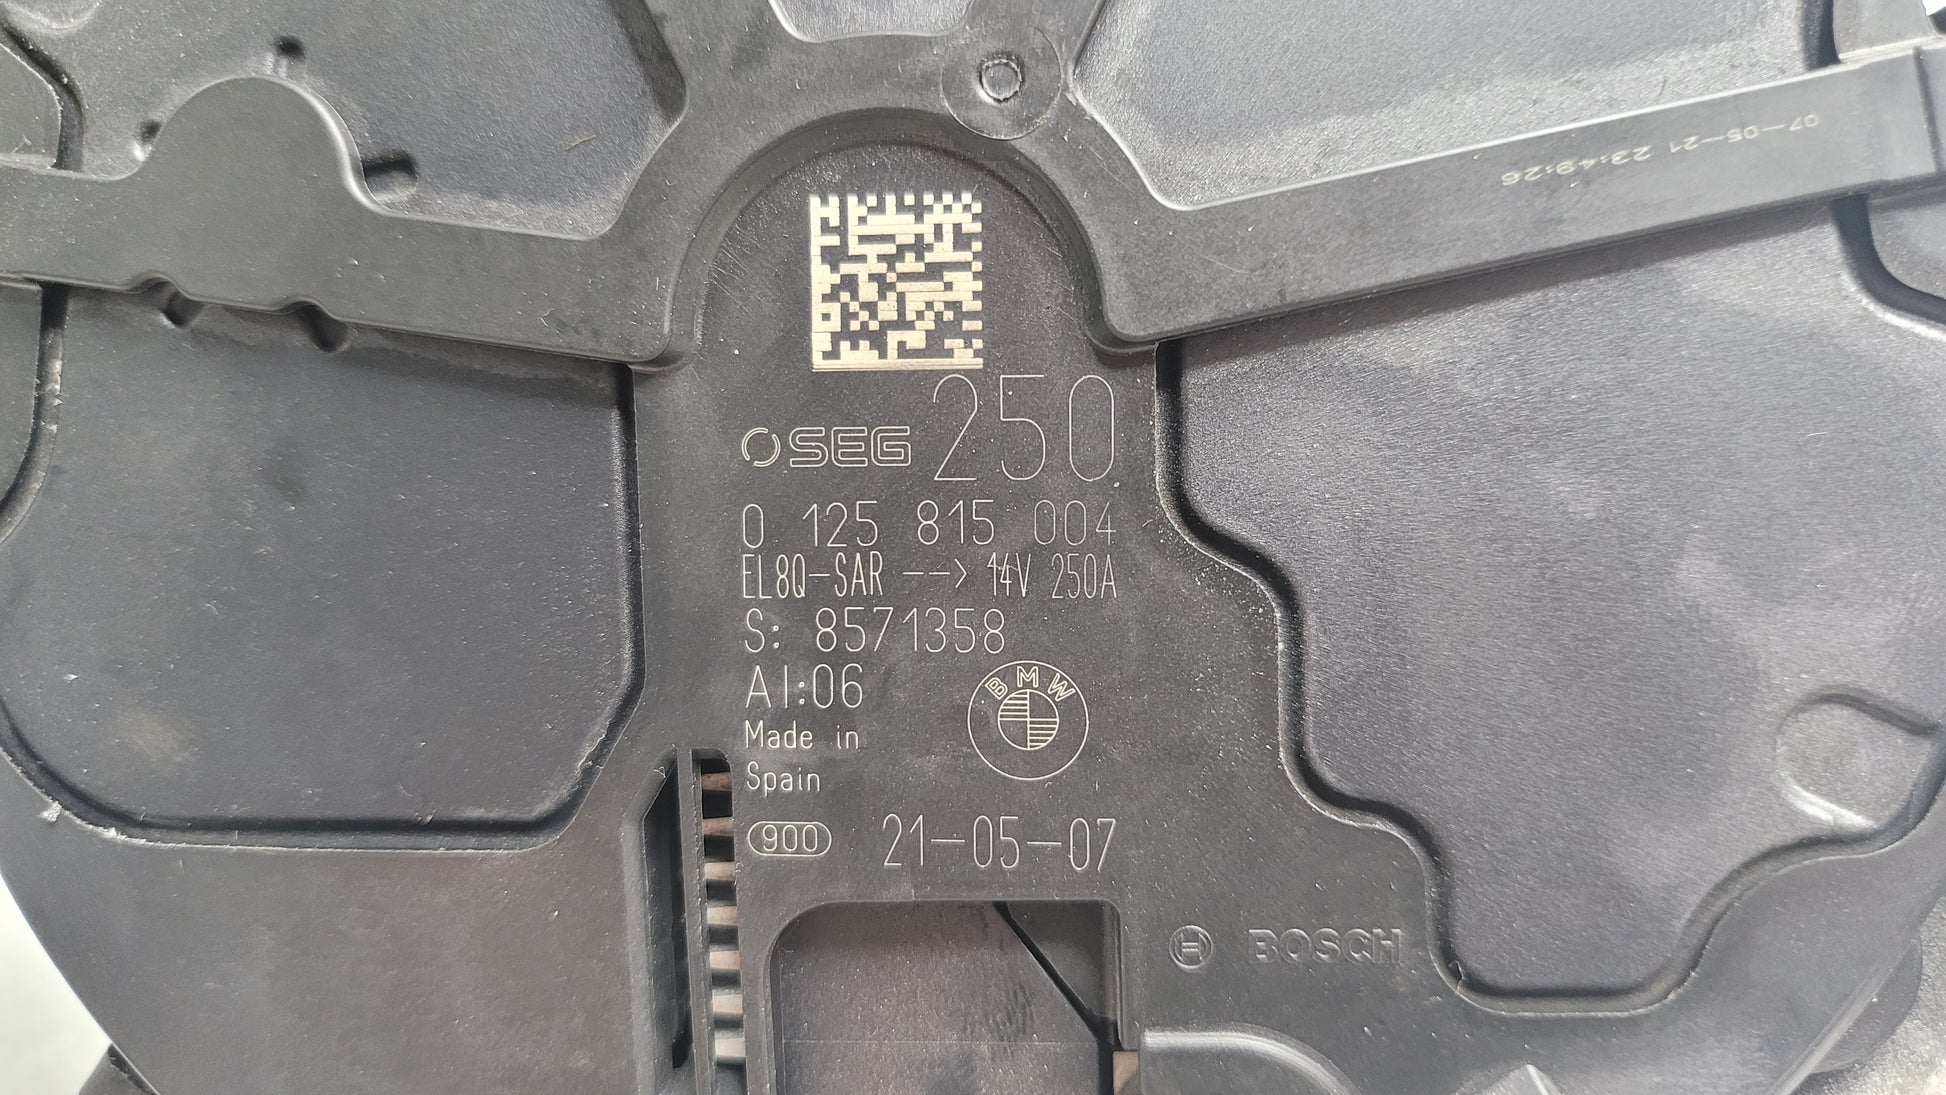 07-05-21 23:49:26
SEG 250
0 125 815 004
EL8Q-SAR --> 14V 250A
S: 8571358
AI:06
BMW
Made in
Spain
900 21-05-07
BOSCH